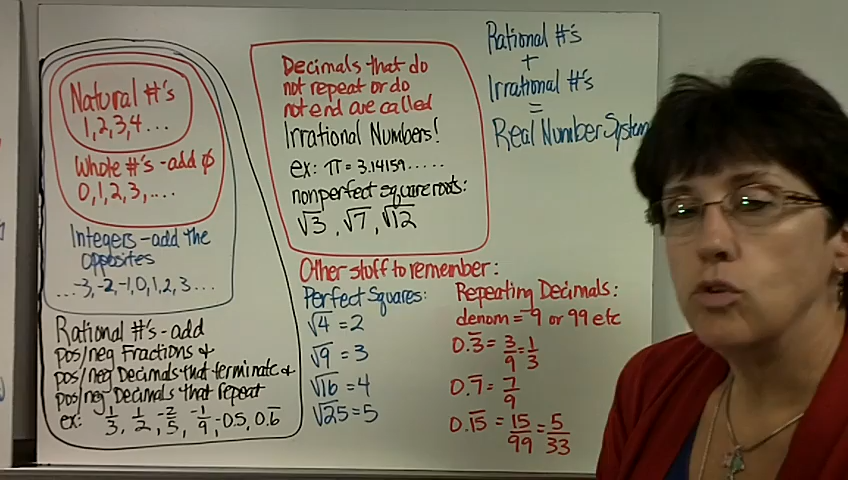 Natural #'s
1,2,3,4...
Whole #'s - add 0
0,1,2,3,....
Integers - add the
opposites
...-3,-2,-1,0,1,2,3...
Rational #'s - add
pos/neg Fractions &
pos/neg Decimals that terminate &
pos/neg Decimals that repeat
ex: 1/3, 1/2, -2/5, -1/9, -0.5, 0.6̅
Decimals that do
not repeat or do
not end are called
Irrational Numbers!
ex: π = 3.14159.....
nonperfect square roots:
√3, √7, √12
Rational #'s
+
Irrational #'s
=
Real Number System
Other stuff to remember:
Perfect Squares:
√4 = 2
√9 = 3
√16 = 4
√25 = 5
Repeating Decimals:
denom = 9 or 99 etc
0.3̅ = 3/9 = 1/3
0.7̅ = 7/9
0.1̅5̅ = 15/99 = 5/33